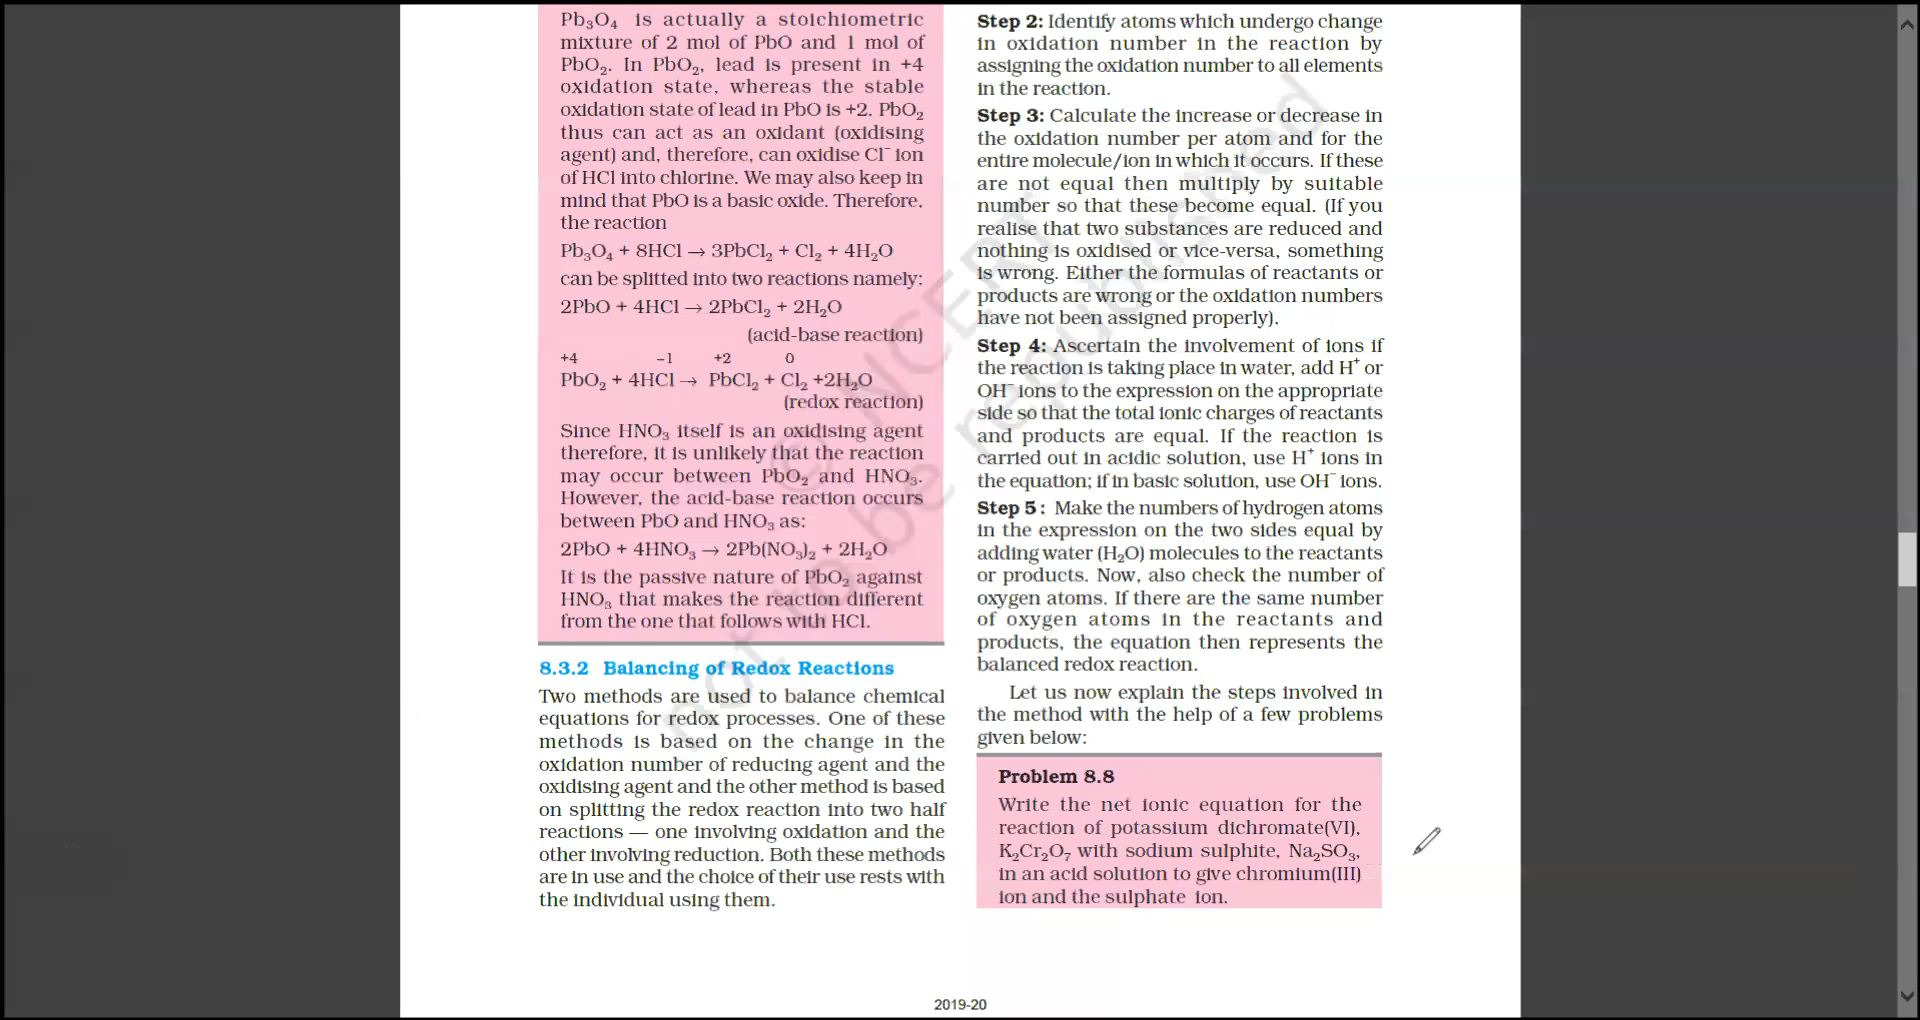 Pb₃O₄ is actually a stoichiometric
mixture of 2 mol of PbO and 1 mol of
PbO₂. In PbO₂, lead is present in +4
oxidation state, whereas the stable
oxidation state of lead in PbO is +2. PbO₂
thus can act as an oxidant (oxidising
agent) and, therefore, can oxidise Cl⁻ ion
of HCl into chlorine. We may also keep in
mind that PbO is a basic oxide. Therefore,
the reaction
Pb₃O₄ + 8HCl → 3PbCl₂ + Cl₂ + 4H₂O
can be splitted into two reactions namely:
2PbO + 4HCl → 2PbCl₂ + 2H₂O
(acid-base reaction)
+4 –1 +2 0
PbO₂ + 4HCl → PbCl₂ + Cl₂ +2H₂O
(redox reaction)
Since HNO₃ itself is an oxidising agent
therefore, it is unlikely that the reaction
may occur between PbO₂ and HNO₃.
However, the acid-base reaction occurs
between PbO and HNO₃ as:
2PbO + 4HNO₃ → 2Pb(NO₃)₂ + 2H₂O
It is the passive nature of PbO₂ against
HNO₃ that makes the reaction different
from the one that follows with HCl.
8.3.2 Balancing of Redox Reactions
Two methods are used to balance chemical
equations for redox processes. One of these
methods is based on the change in the
oxidation number of reducing agent and the
oxidising agent and the other method is based
on splitting the redox reaction into two half
reactions — one involving oxidation and the
other involving reduction. Both these methods
are in use and the choice of their use rests with
the individual using them.
Step 2: Identify atoms which undergo change
in oxidation number in the reaction by
assigning the oxidation number to all elements
in the reaction.
Step 3: Calculate the increase or decrease in
the oxidation number per atom and for the
entire molecule/ion in which it occurs. If these
are not equal then multiply by suitable
number so that these become equal. (If you
realise that two substances are reduced and
nothing is oxidised or vice-versa, something
is wrong. Either the formulas of reactants or
products are wrong or the oxidation numbers
have not been assigned properly).
Step 4: Ascertain the involvement of ions if
the reaction is taking place in water, add H⁺ or
OH⁻ ions to the expression on the appropriate
side so that the total ionic charges of reactants
and products are equal. If the reaction is
carried out in acidic solution, use H⁺ ions in
the equation; if in basic solution, use OH⁻ ions.
Step 5 : Make the numbers of hydrogen atoms
in the expression on the two sides equal by
adding water (H₂O) molecules to the reactants
or products. Now, also check the number of
oxygen atoms. If there are the same number
of oxygen atoms in the reactants and
products, the equation then represents the
balanced redox reaction.
Let us now explain the steps involved in
the method with the help of a few problems
given below:
Problem 8.8
Write the net ionic equation for the
reaction of potassium dichromate(VI),
K₂Cr₂O₇ with sodium sulphite, Na₂SO₃,
in an acid solution to give chromium(III)
ion and the sulphate ion.
© NCERT
not to be republished
2019-20